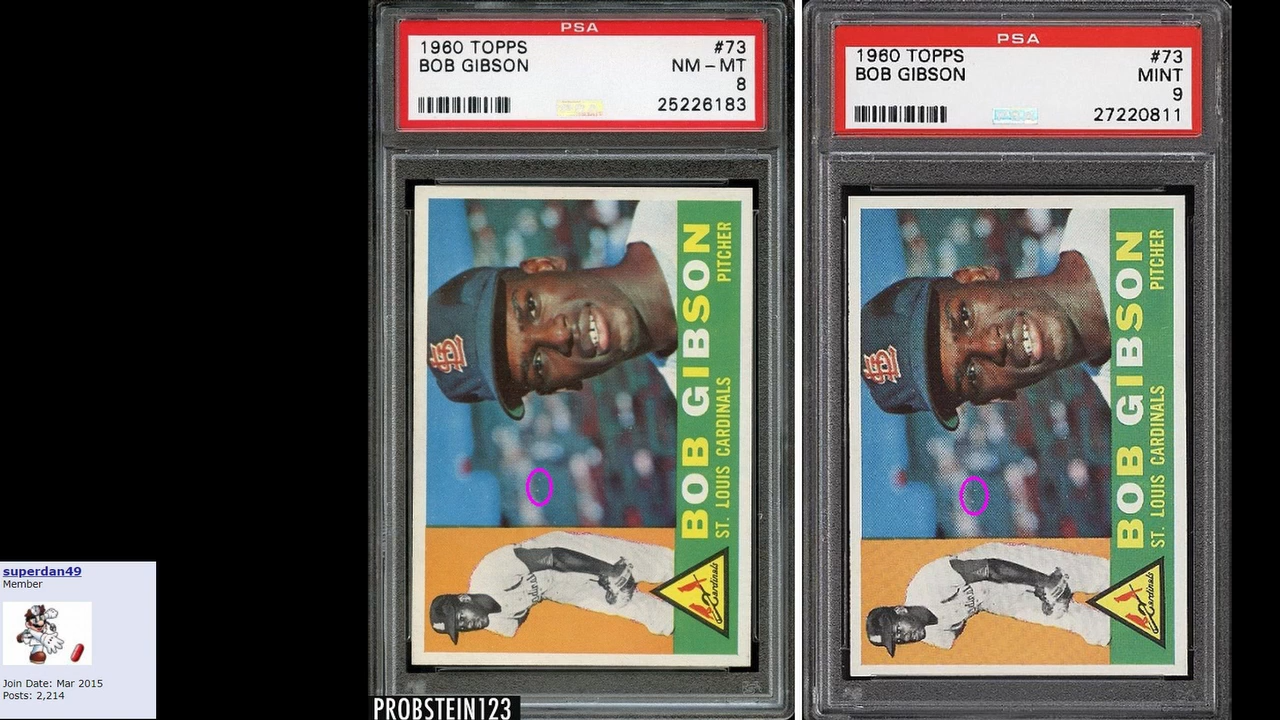 PSA
1960 TOPPS #73
BOB GIBSON NM-MT
8
25226183
BOB GIBSON
ST. LOUIS CARDINALS PITCHER
Cardinals
PROBSTEIN123
PSA
1960 TOPPS #73
BOB GIBSON MINT
9
27220811
BOB GIBSON
ST. LOUIS CARDINALS PITCHER
Cardinals
superdan49
Member
Join Date: Mar 2015
Posts: 2,214